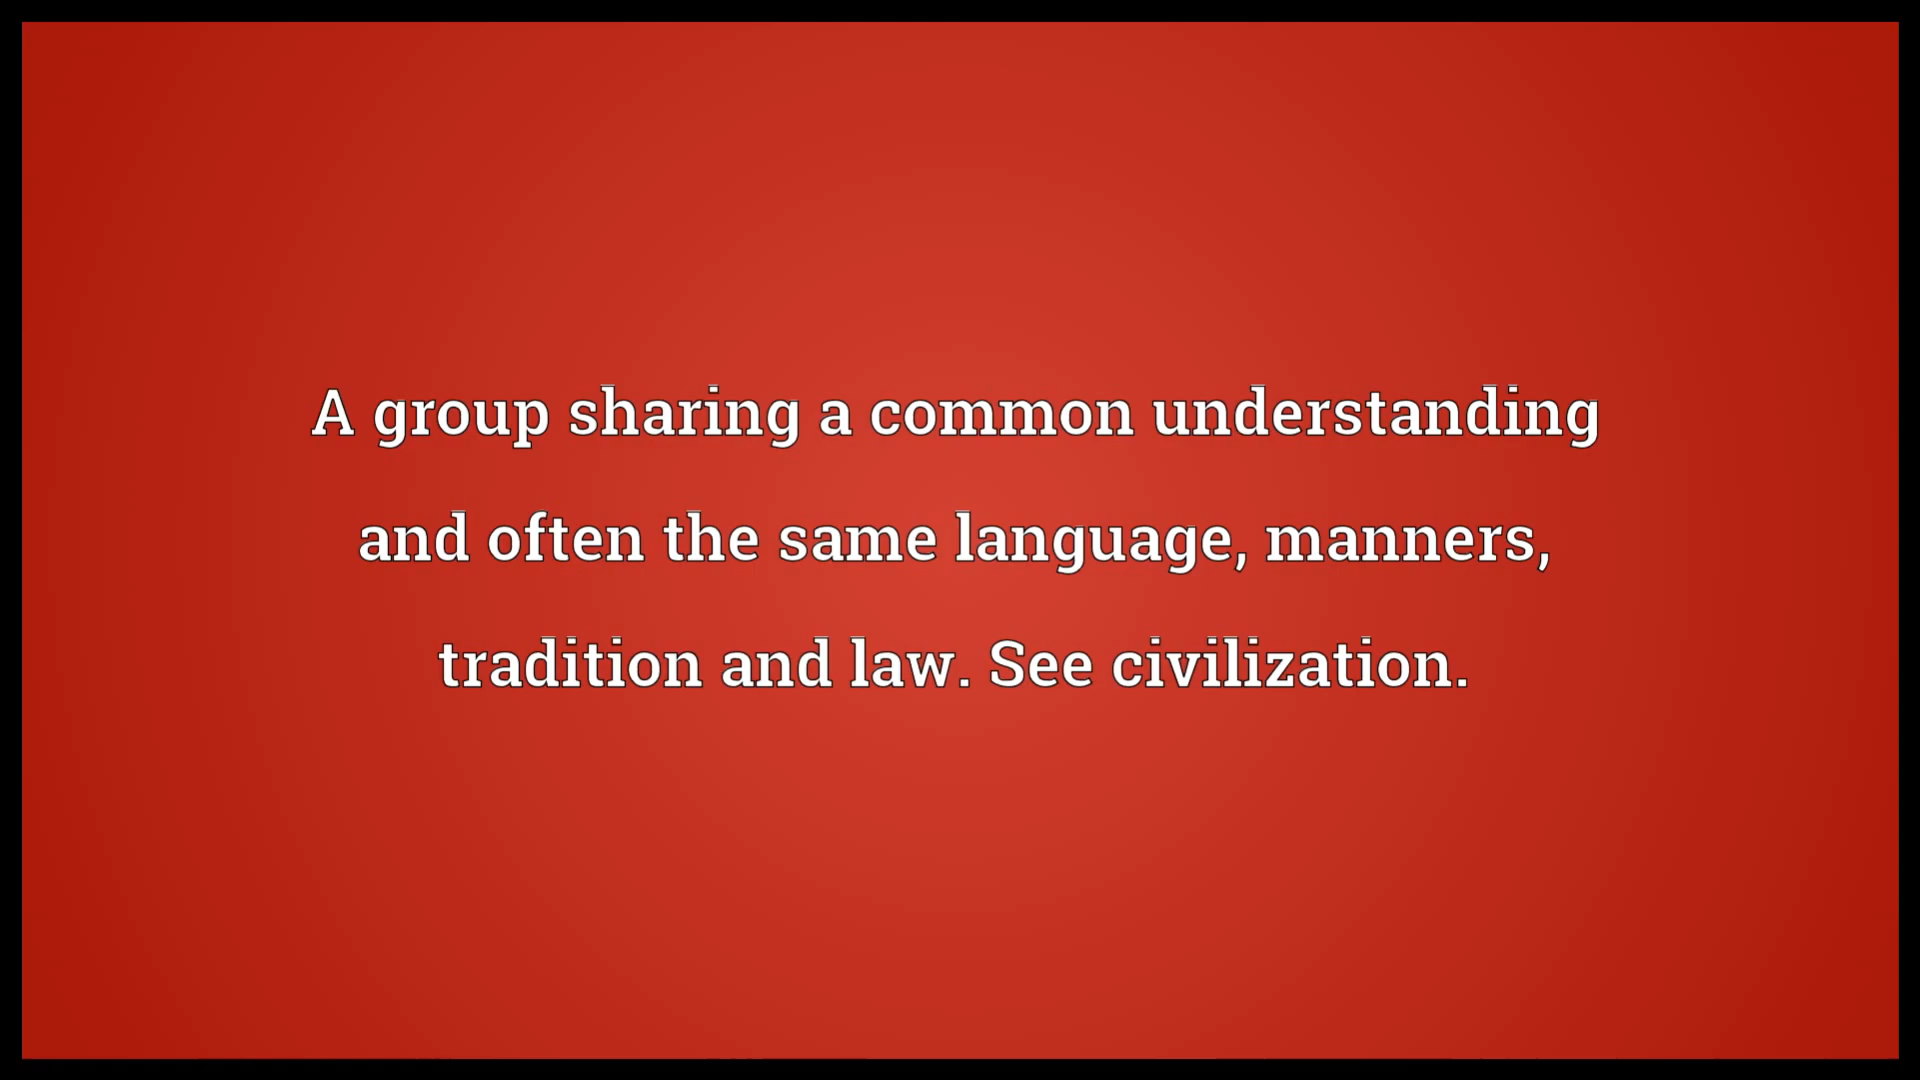 A group sharing a common understanding
and often the same language, manners,
tradition and law. See civilization.